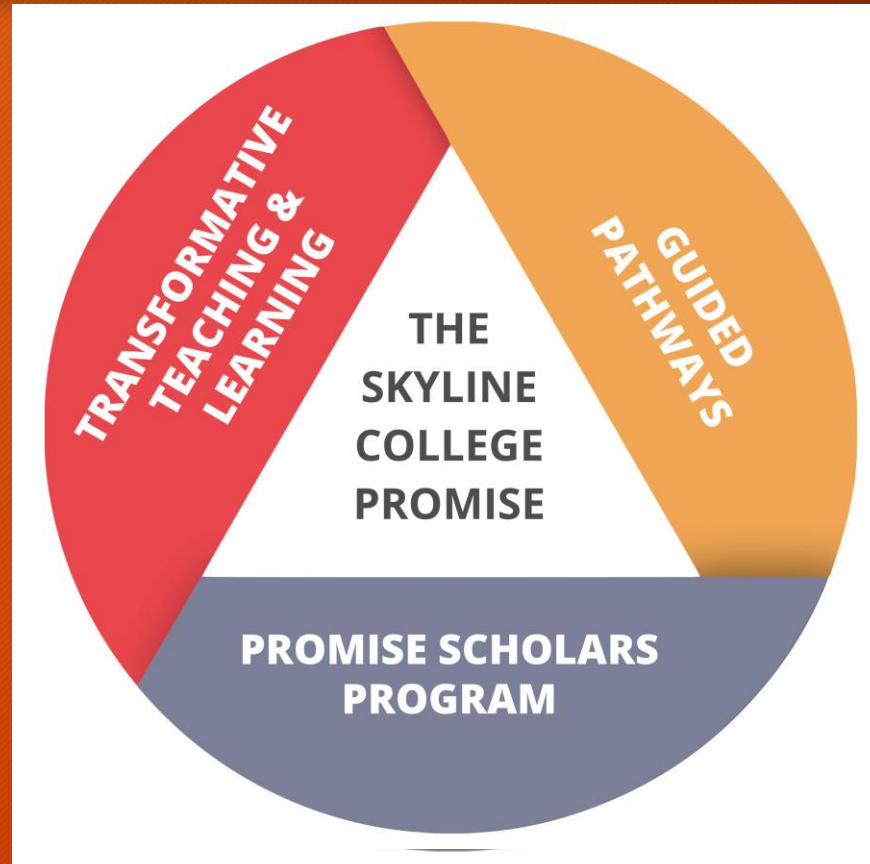 TRANSFORMATIVE
TEACHING &
LEARNING
GUIDED
PATHWAYS
THE
SKYLINE
COLLEGE
PROMISE
PROMISE SCHOLARS
PROGRAM